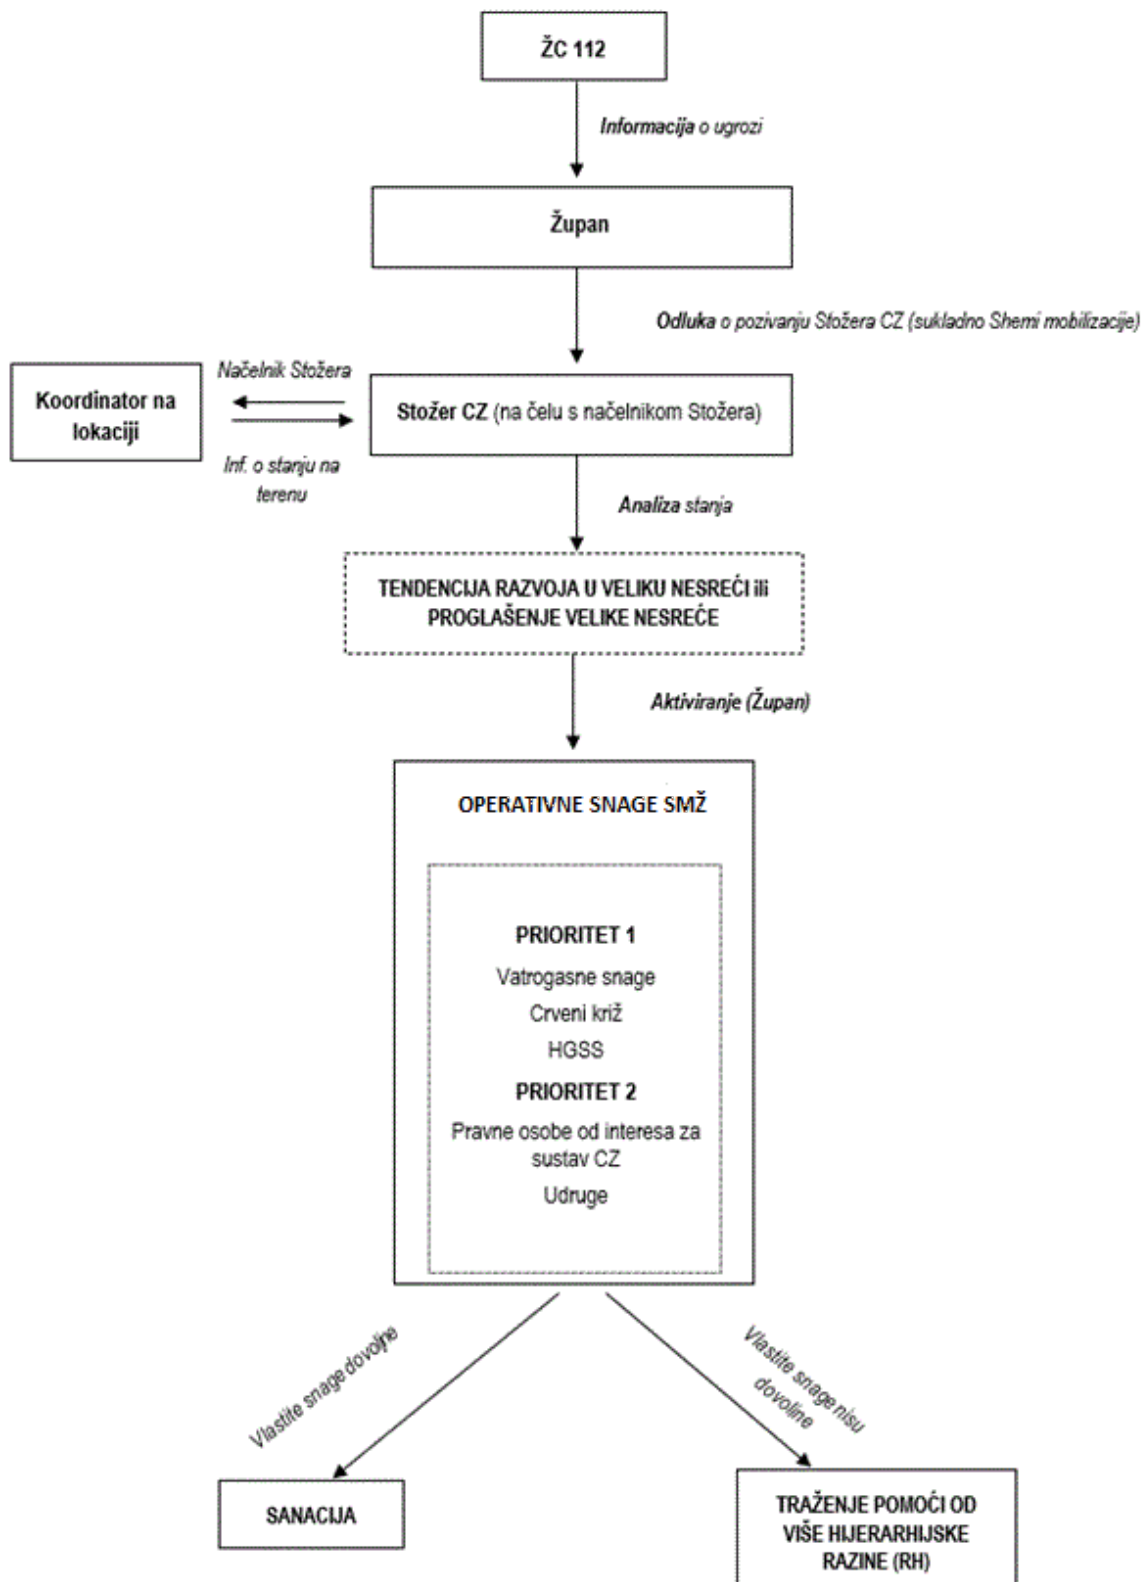 ŽC 112
Informacija o ugrozi
Župan
Odluka o pozivanju Stožera CZ (sukladno Shemi mobilizacije)
Načelnik Stožera
Koordinator na
lokaciji
Stožer CZ (na čelu s načelnikom Stožera)
Inf. o stanju na
terenu
Analiza stanja
TENDENCIJA RAZVOJA U VELIKU NESREĆI ili
PROGLAŠENJE VELIKE NESREĆE
Aktiviranje (Župan)
OPERATIVNE SNAGE SMŽ
PRIORITET 1
Vatrogasne snage
Crveni križ
HGSS
PRIORITET 2
Pravne osobe od interesa za
sustav CZ
Udruge
Vlastite snage dovoljne
Vlastite snage nisu
dovoljne
SANACIJA
TRAŽENJE POMOĆI OD
VIŠE HIJERARHIJSKE
RAZINE (RH)